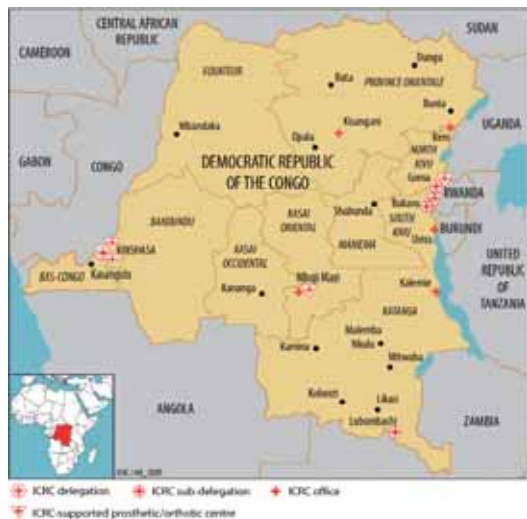 CENTRAL AFRICAN
REPUBLIC
SUDAN
CAMEROON
Dungu
EQUATEUR
Buta
PROVINCE ORIENTALE
Bunia
UGANDA
Mbandaka
Kisangani
Beni
Opala
NORTH
KIVU
GABON
CONGO
DEMOCRATIC REPUBLIC
OF THE CONGO
Goma
RWANDA
Bukavu
BANDUNDU
KASAI
ORIENTAL
Shabunda
SOUTH
KIVU
BURUNDI
Uvira
MANIEMA
KINSHASA
KASAI
OCCIDENTAL
BAS-CONGO
Kasangulu
UNITED
REPUBLIC
OF
TANZANIA
Mbuji Mayi
Kananga
Kalemie
KATANGA
Malemba
Nkulu
Kamina
Mitwaba
Kolwezi
Likasi
Lubumbashi
ANGOLA
ZAMBIA
ICRC delegation
ICRC sub-delegation
ICRC office
ICRC-supported prosthetic/orthotic centre